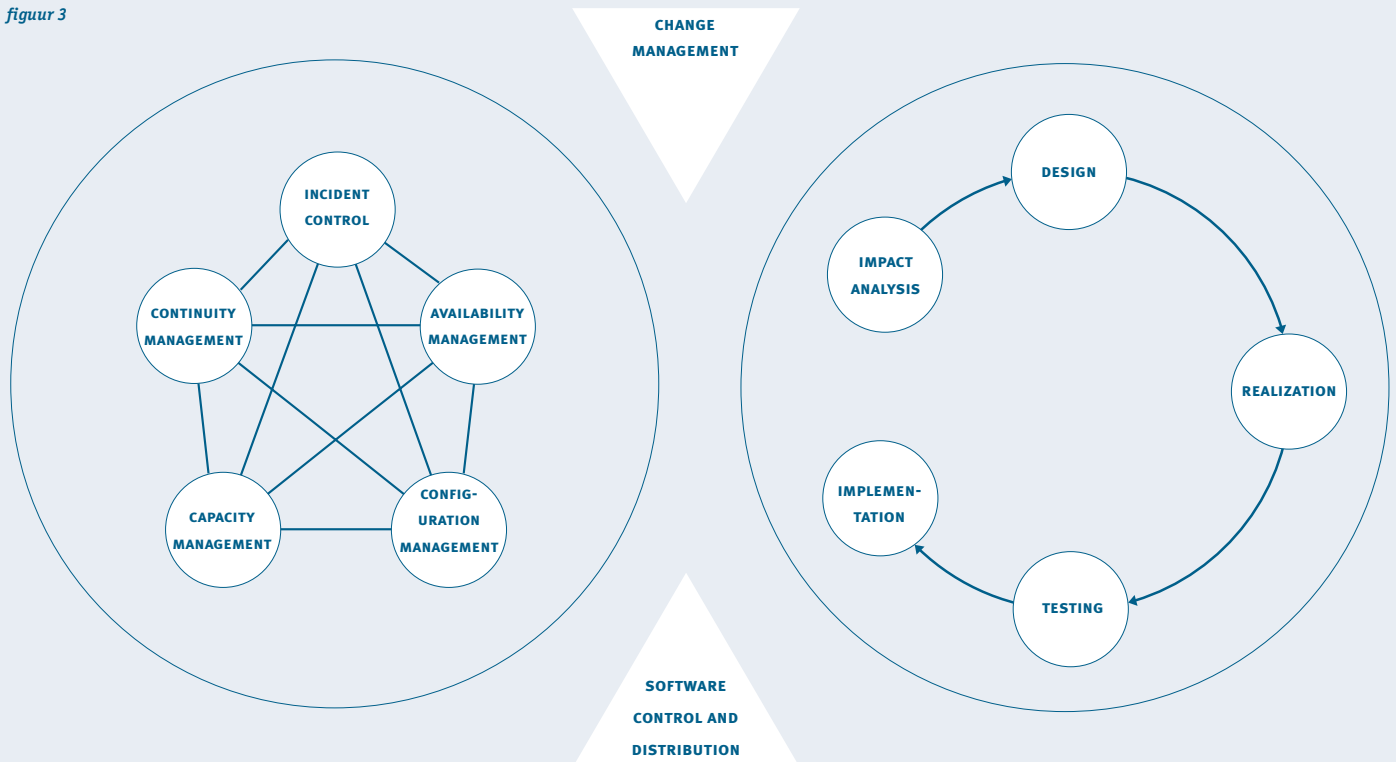 figuur 3
CHANGE
MANAGEMENT
INCIDENT
CONTROL
CONTINUITY
MANAGEMENT
AVAILABILITY
MANAGEMENT
CAPACITY
MANAGEMENT
CONFIG-
URATION
MANAGEMENT
DESIGN
IMPACT
ANALYSIS
REALIZATION
IMPLEMEN-
TATION
TESTING
SOFTWARE
CONTROL AND
DISTRIBUTION